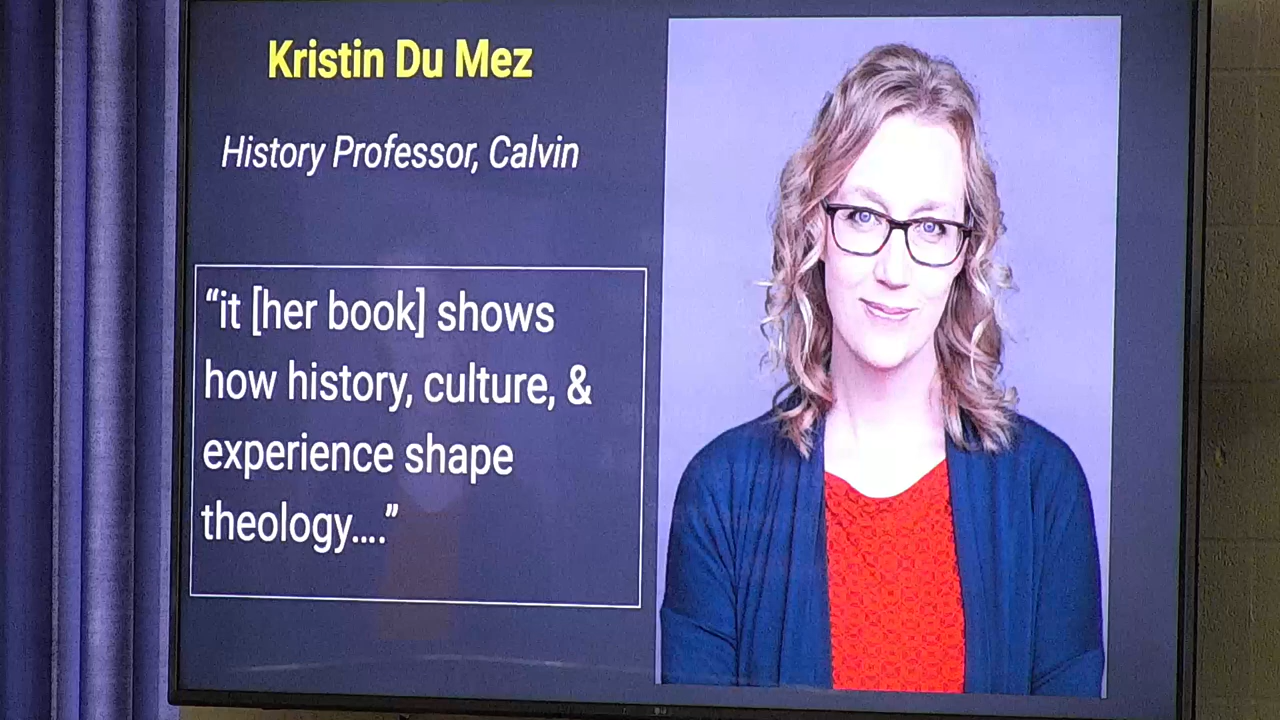 Kristin Du Mez
History Professor, Calvin
“it [her book] shows
how history, culture, &
experience shape
theology....”